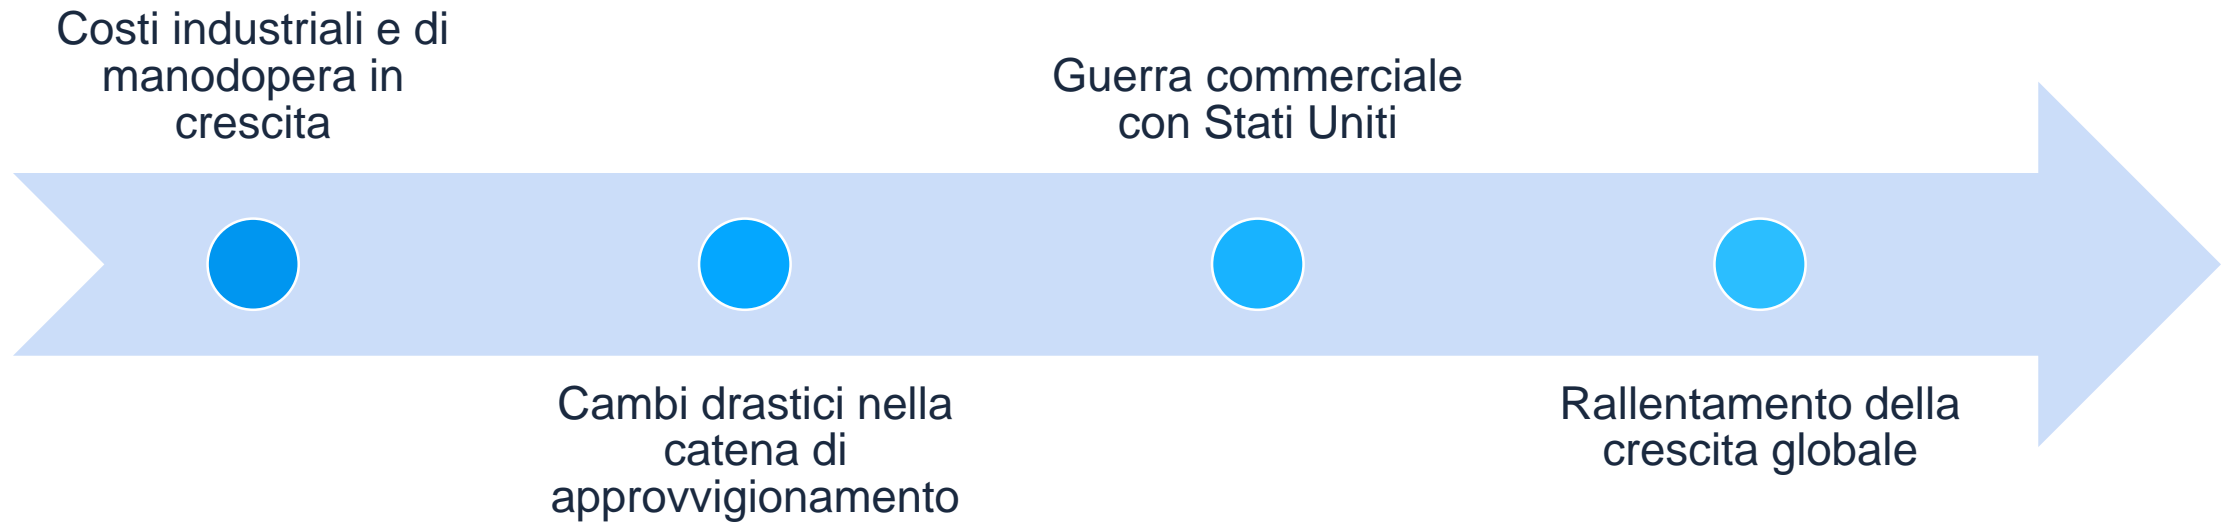 Costi industriali e di
manodopera in
crescita
Cambi drastici nella
catena di
approvvigionamento
Guerra commerciale
con Stati Uniti
Rallentamento della
crescita globale